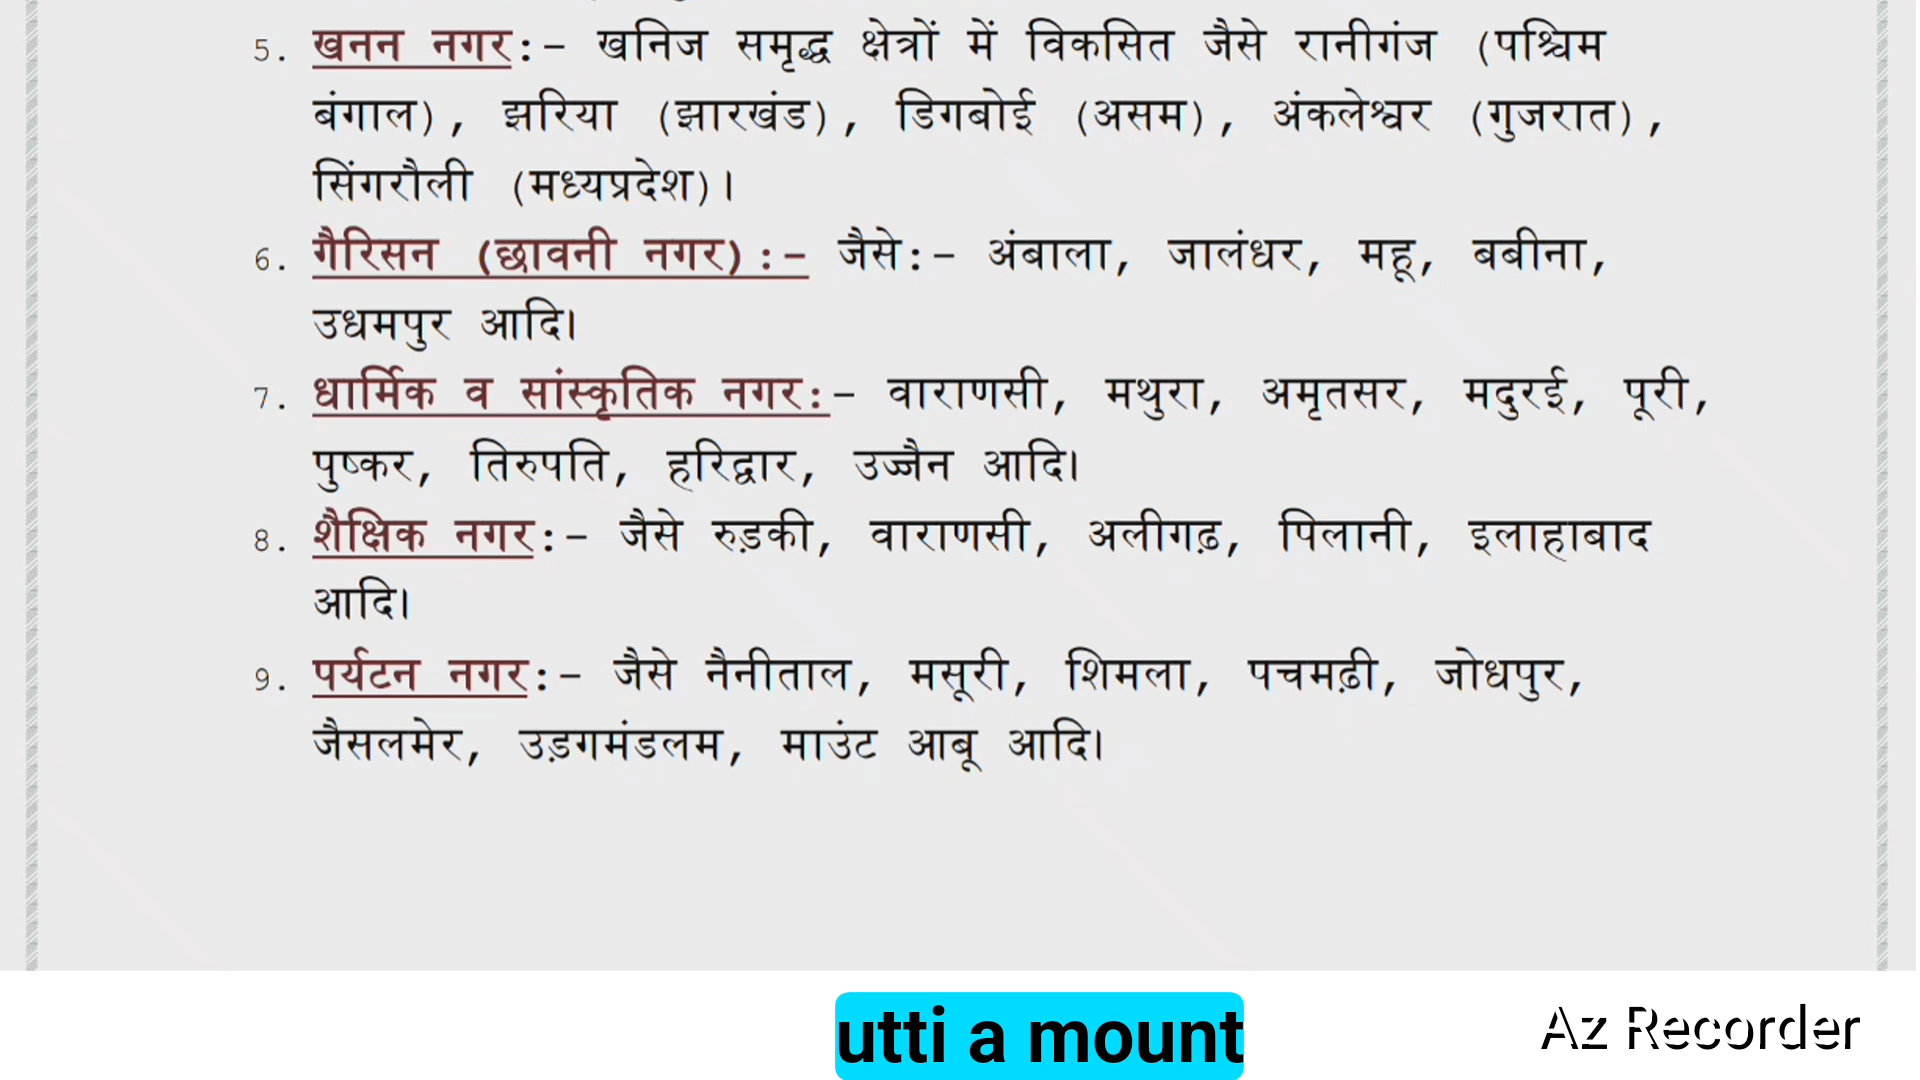 5. खनन नगर:- खनिज समृद्ध क्षेत्रों में विकसित जैसे रानीगंज (पश्चिम
बंगाल), झरिया (झारखंड), डिगबोई (असम), अंकलेश्वर (गुजरात),
सिंगरौली (मध्यप्रदेश)।
6. गैरिसन (छावनी नगर):- जैसे:- अंबाला, जालंधर, महू, बबीना,
उधमपुर आदि।
7. धार्मिक व सांस्कृतिक नगर:- वाराणसी, मथुरा, अमृतसर, मदुरई, पूरी,
पुष्कर, तिरुपति, हरिद्वार, उज्जैन आदि।
8. शैक्षिक नगर:- जैसे रुड़की, वाराणसी, अलीगढ़, पिलानी, इलाहाबाद
आदि।
9. पर्यटन नगर:- जैसे नैनीताल, मसूरी, शिमला, पचमढ़ी, जोधपुर,
जैसलमेर, उड़गमंडलम, माउंट आबू आदि।
utti a mount
Az Recorder